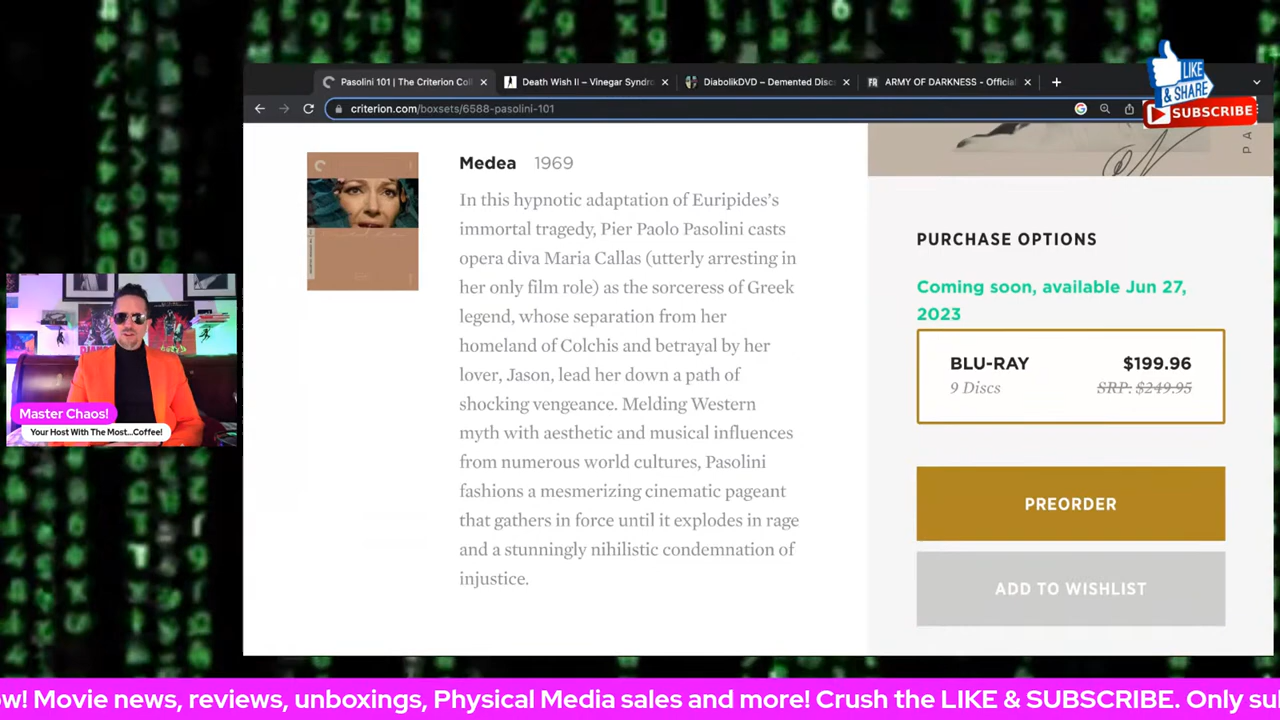 LIKE
& SHARE
SUBSCRIBE
Pasolini 101 | The Criterion Coll
Death Wish II – Vinegar Syndro
DiabolikDVD – Demented Disc
FR ARMY OF DARKNESS - Official
criterion.com/boxsets/6588-pasolini-101
Medea 1969
In this hypnotic adaptation of Euripides’s
immortal tragedy, Pier Paolo Pasolini casts
opera diva Maria Callas (utterly arresting in
her only film role) as the sorceress of Greek
legend, whose separation from her
homeland of Colchis and betrayal by her
lover, Jason, lead her down a path of
shocking vengeance. Melding Western
myth with aesthetic and musical influences
from numerous world cultures, Pasolini
fashions a mesmerizing cinematic pageant
that gathers in force until it explodes in rage
and a stunningly nihilistic condemnation of
injustice.
P A
PURCHASE OPTIONS
Coming soon, available Jun 27,
2023
BLU-RAY $199.96
9 Discs SRP: $249.95
PREORDER
ADD TO WISHLIST
Master Chaos!
Your Host With The Most...Coffee!
ow! Movie news, reviews, unboxings, Physical Media sales and more! Crush the LIKE & SUBSCRIBE. Only su